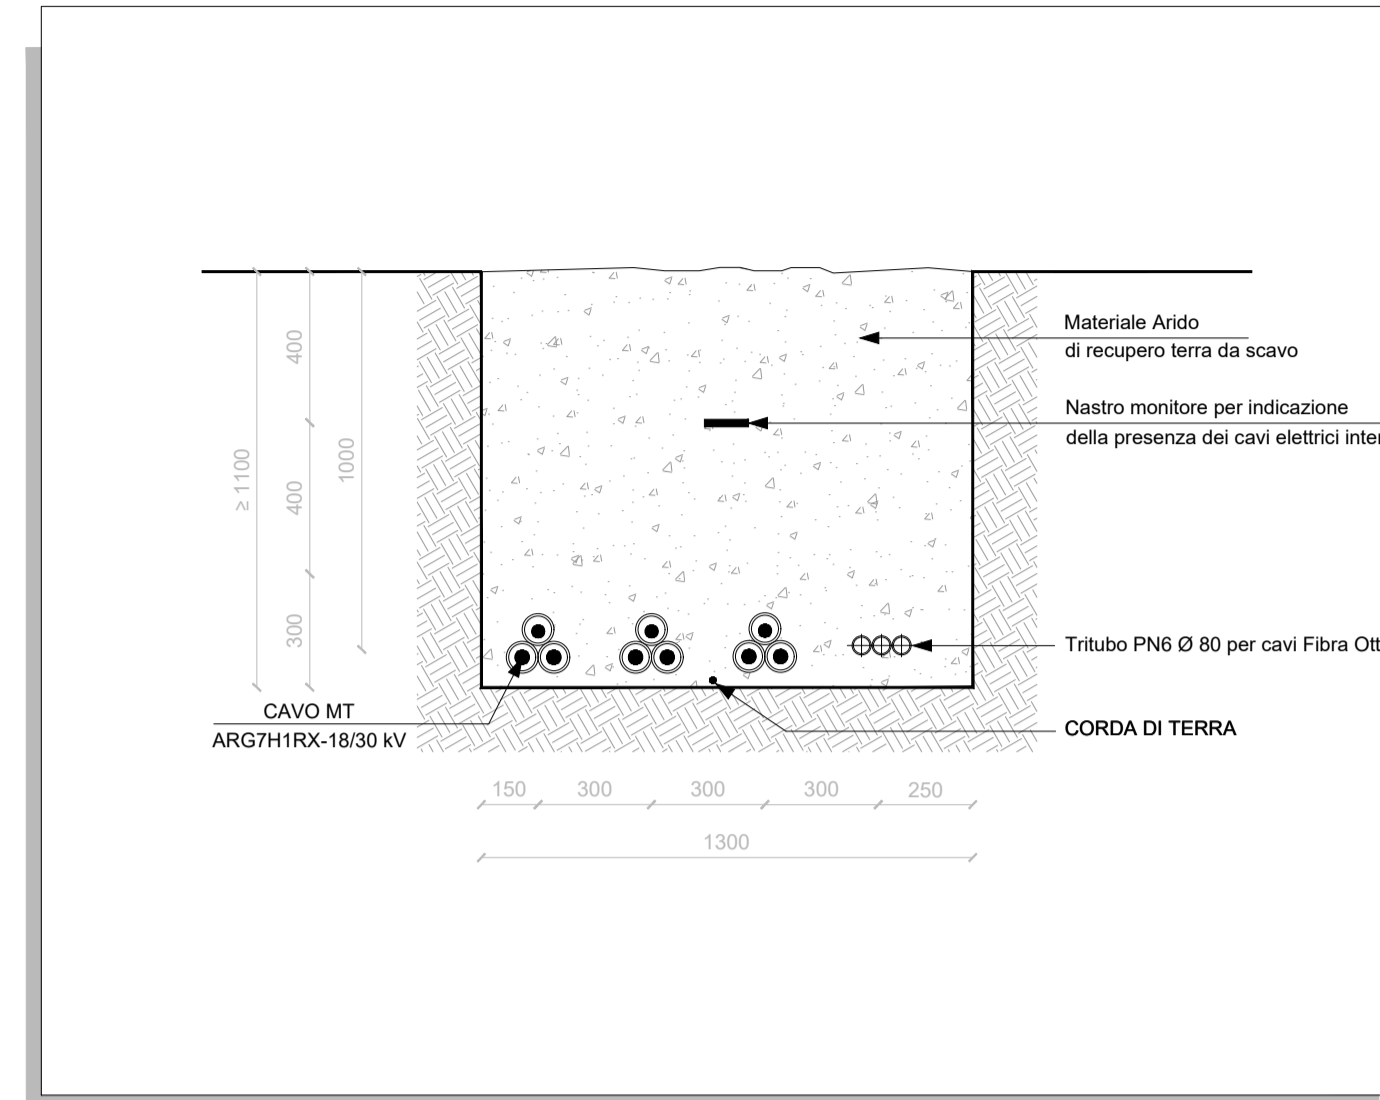 Materiale Arido
di recupero terra da scavo
Nastro monitore per indicazione
della presenza dei cavi elettrici
400
≥ 1100
1000
400
300
Tritubo PN6 Ø 80 per cavi Fibra
CAVO MT
ARG7H1RX-18/30 kV
CORDA DI TERRA
150 300 300 300 250
1300